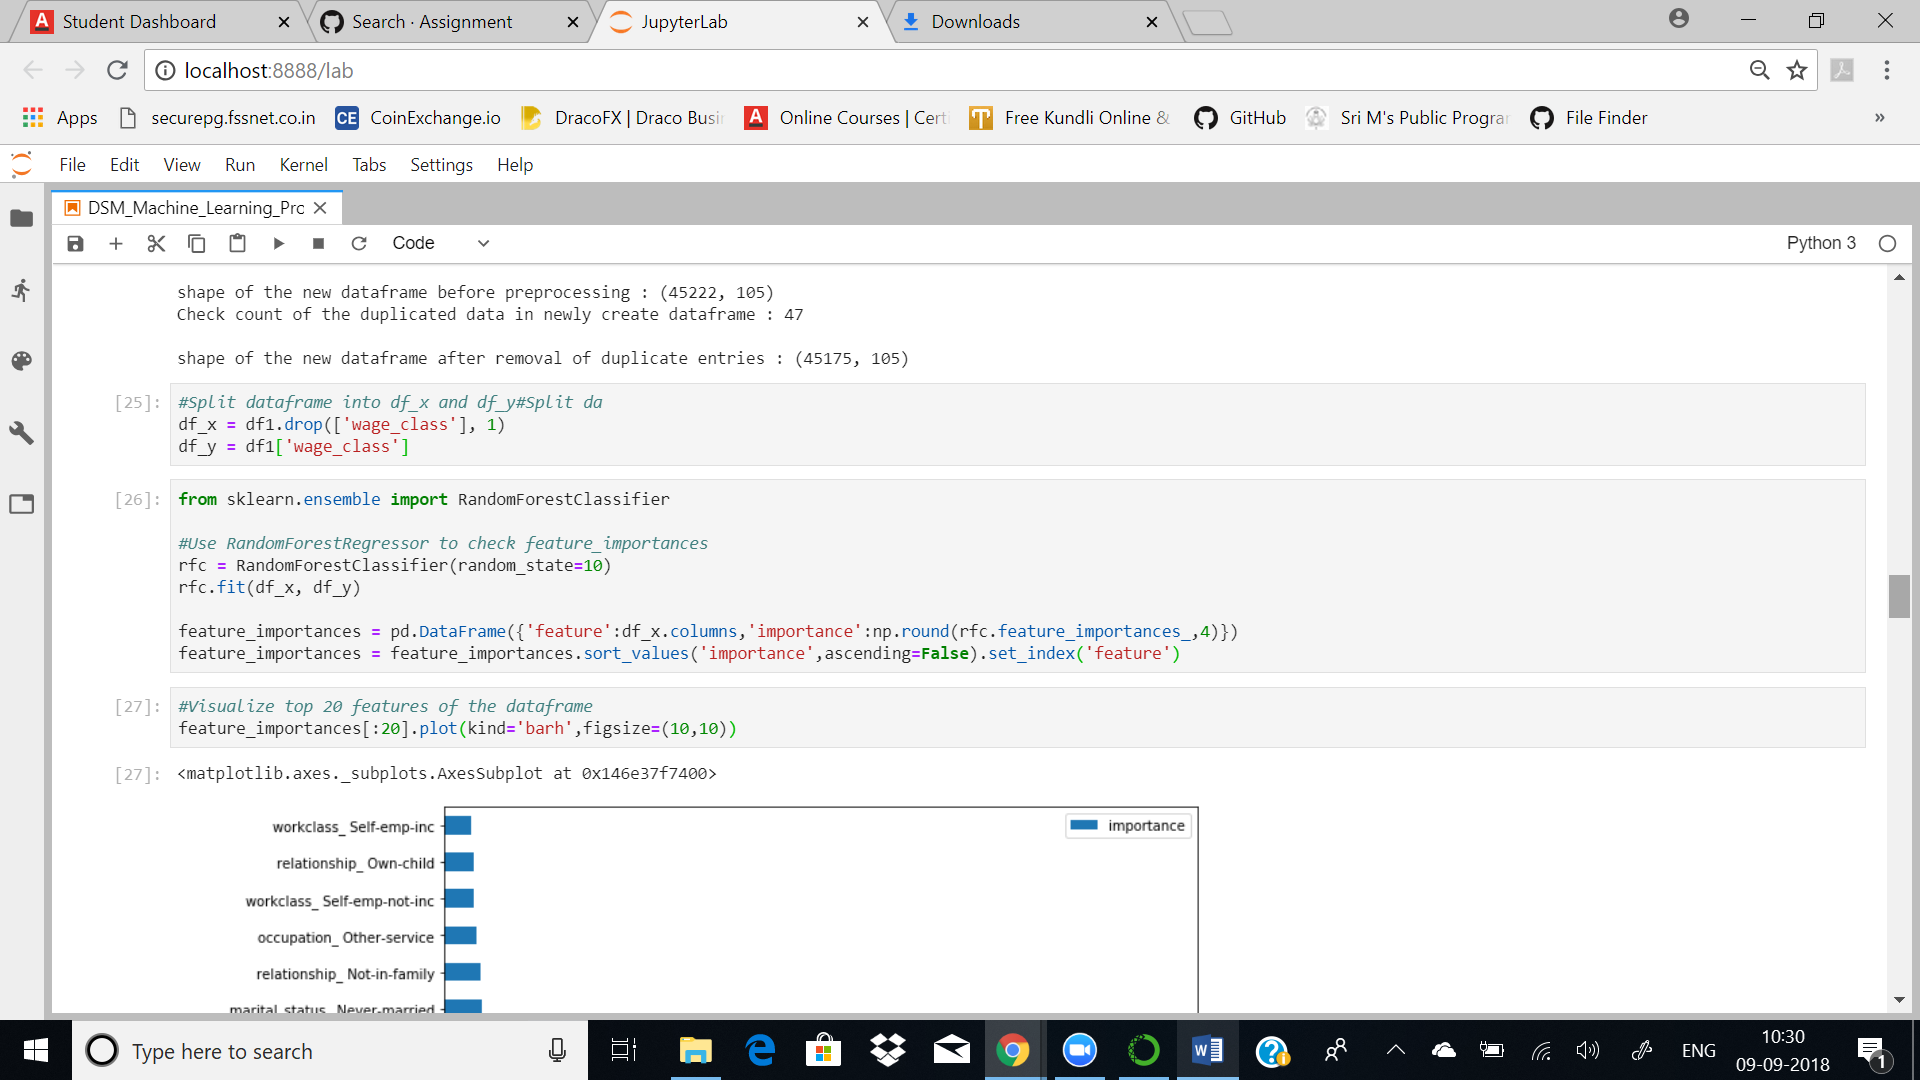 Student Dashboard
Search · Assignment
JupyterLab
Downloads
localhost:8888/lab
Apps
securepg.fssnet.co.in
CE
CoinExchange.io
DracoFX | Draco Busi
Online Courses | Certi
Free Kundli Online &
GitHub
Sri M's Public Progra
File Finder
»
File Edit View Run Kernel Tabs Settings Help
DSM_Machine_Learning_Prc
Code
Python 3
shape of the new dataframe before preprocessing : (45222, 105)
Check count of the duplicated data in newly create dataframe : 47
shape of the new dataframe after removal of duplicate entries : (45175, 105)
[25]:
#Split dataframe into df_x and df_y#Split da
df_x = df1.drop(['wage_class'], 1)
df_y = df1['wage_class']
[26]:
from sklearn.ensemble import RandomForestClassifier
#Use RandomForestRegressor to check feature_importances
rfc = RandomForestClassifier(random_state=10)
rfc.fit(df_x, df_y)
feature_importances = pd.DataFrame({'feature':df_x.columns,'importance':np.round(rfc.feature_importances_,4)})
feature_importances = feature_importances.sort_values('importance',ascending=False).set_index('feature')
[27]:
#Visualize top 20 features of the dataframe
feature_importances[:20].plot(kind='barh',figsize=(10,10))
[27]:
<matplotlib.axes._subplots.AxesSubplot at 0x146e37f7400>
importance
workclass_ Self-emp-inc
relationship_ Own-child
workclass_ Self-emp-not-inc
occupation_ Other-service
relationship_ Not-in-family
marital_status_ Never-married
Type here to search
ENG
10:30
09-09-2018
1